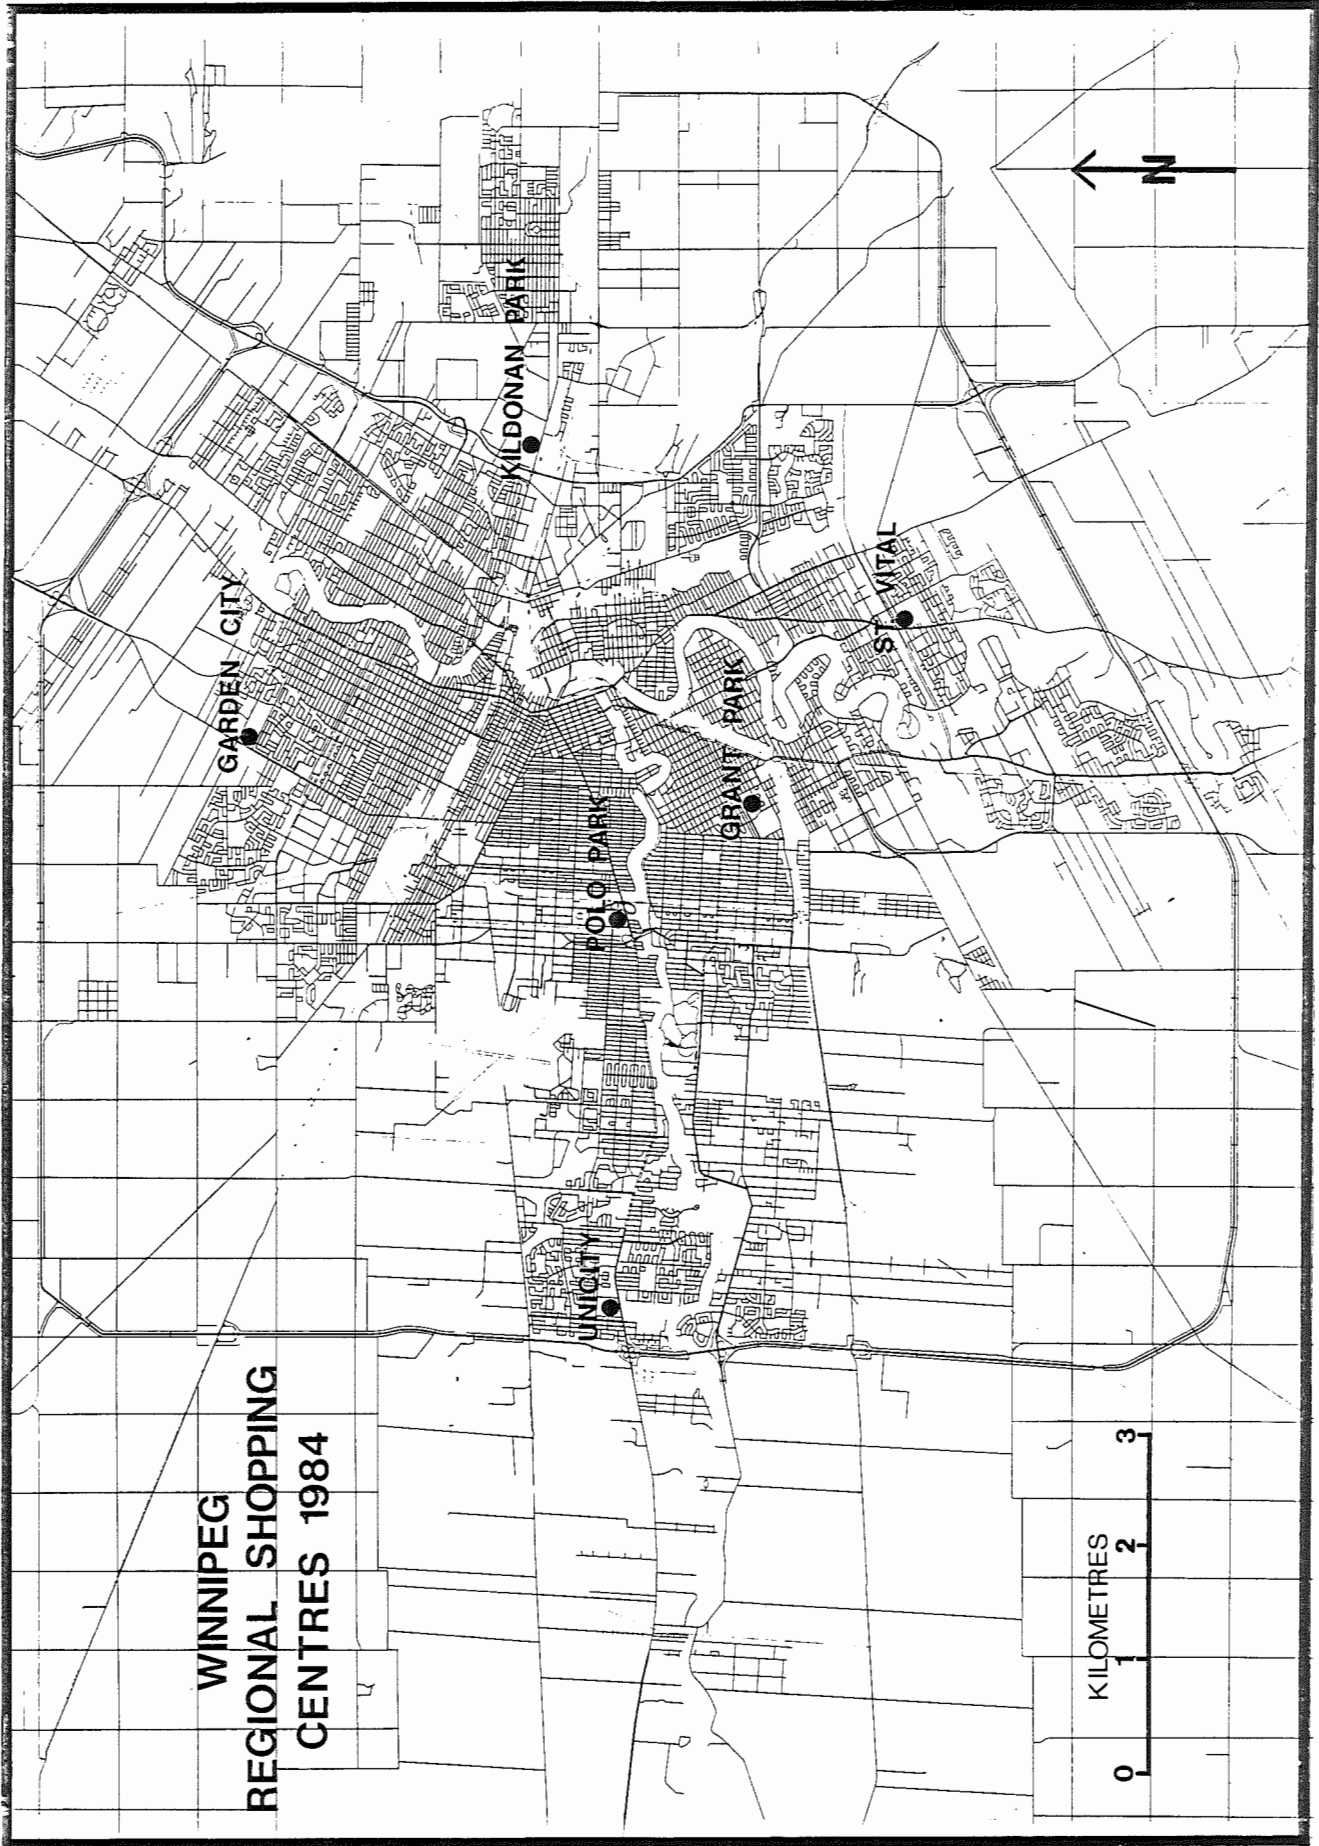 WINNIPEG
REGIONAL SHOPPING
CENTRES 1984
GARDEN CITY
KILDONAN PARK
POLO PARK
UNICITY
GRANT PARK
ST. VITAL
N
KILOMETRES
0 1 2 3